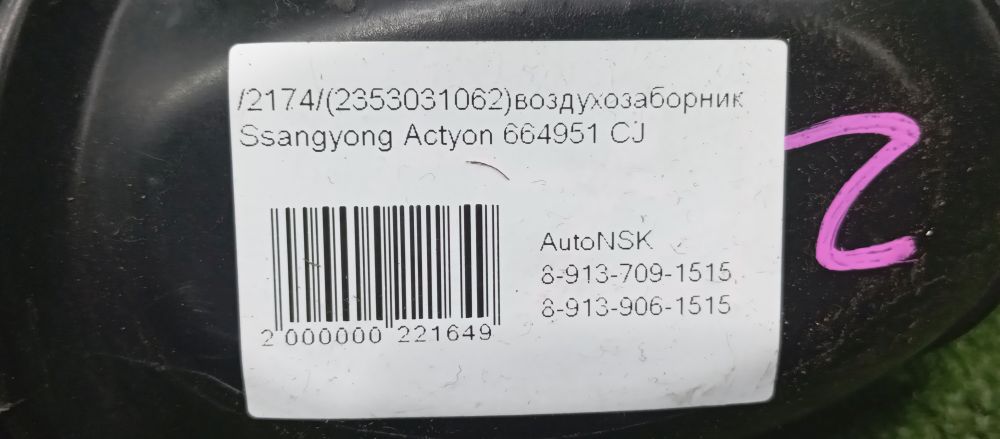 /2174/(2353031062)воздухозаборник
Ssangyong Actyon 664951 CJ
AutoNSK
8-913-709-1515
8-913-906-1515
2 000000 221649
2